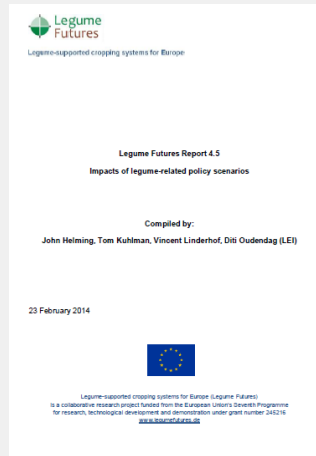 Legume
Futures
Legume-supported cropping systems for Europe
Legume Futures Report 4.5
Impacts of legume-related policy scenarios
Compiled by:
John Helming, Tom Kuhlman, Vincent Linderhof, Diti Oudendag (LEI)
23 February 2014
Legume-supported cropping systems for Europe (Legume Futures)
is a collaborative research project funded from the European Union's Seventh Programme
for research, technological development and demonstration under grant number 245216
www.legumefutures.de